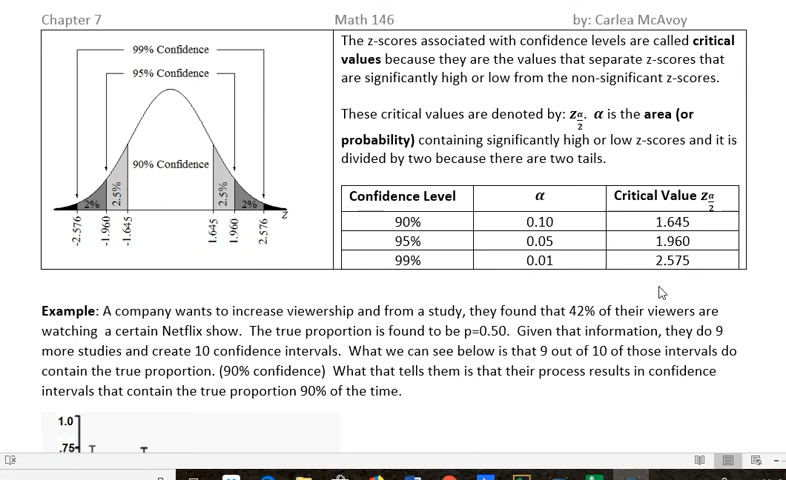 Chapter 7 Math 146 by: Carlea McAvoy
99% Confidence
95% Confidence
90% Confidence
2% 2.5% 2.5% 2%
-2.576 -1.960 -1.645 1.645 1.960 2.576 Z
The z-scores associated with confidence levels are called critical
values because they are the values that separate z-scores that
are significantly high or low from the non-significant z-scores.
These critical values are denoted by: zα/2. α is the area (or
probability) containing significantly high or low z-scores and it is
divided by two because there are two tails.
Confidence Level α Critical Value zα/2
90% 0.10 1.645
95% 0.05 1.960
99% 0.01 2.575
Example: A company wants to increase viewership and from a study, they found that 42% of their viewers are
watching a certain Netflix show. The true proportion is found to be p=0.50. Given that information, they do 9
more studies and create 10 confidence intervals. What we can see below is that 9 out of 10 of those intervals do
contain the true proportion. (90% confidence) What that tells them is that their process results in confidence
intervals that contain the true proportion 90% of the time.
1.0
.75